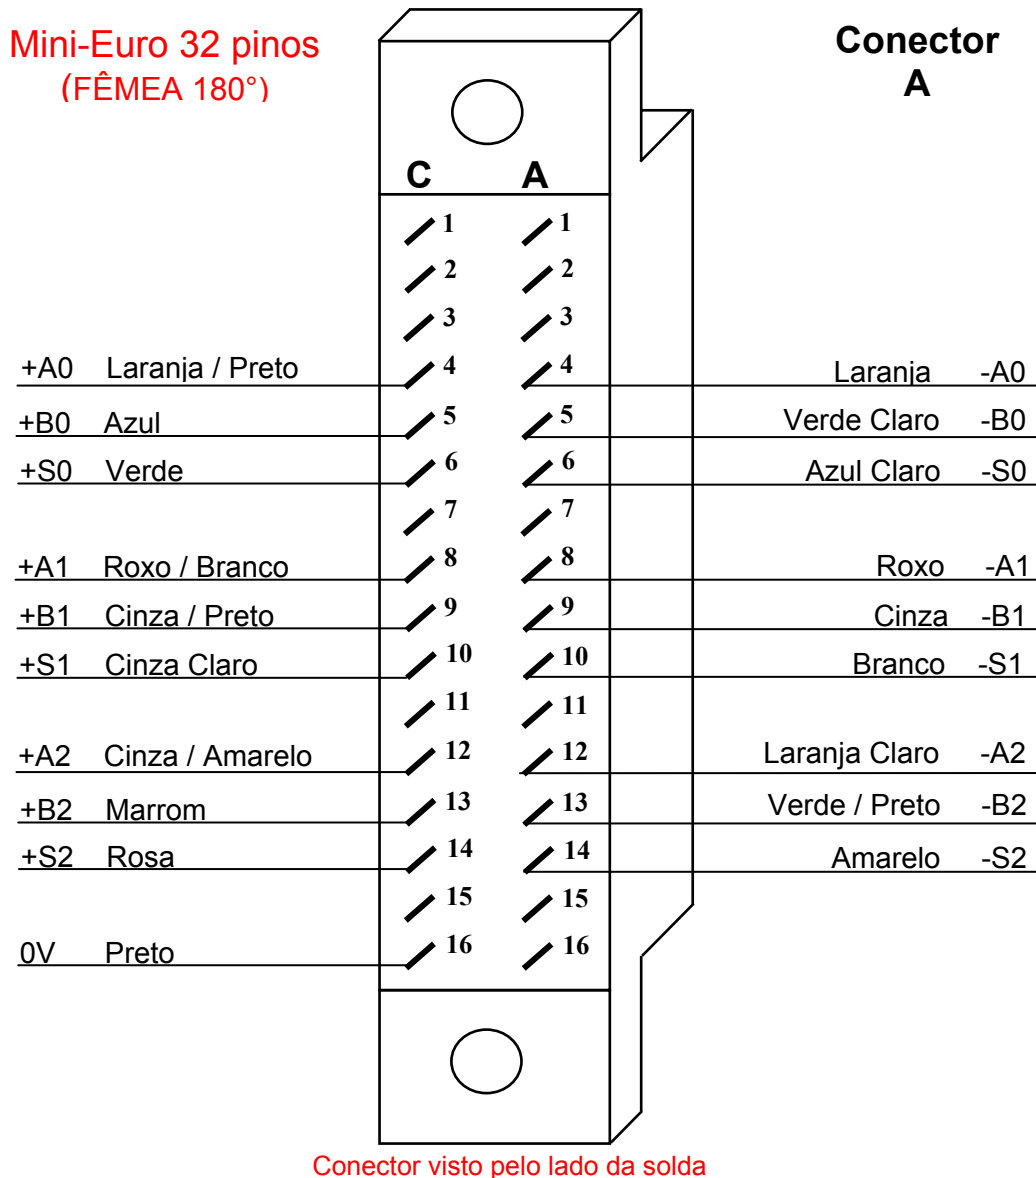 Mini-Euro 32 pinos
(FÊMEA 180°)
Conector
A
C A
1 1
2 2
3 3
+A0 Laranja / Preto 4 4 Laranja -A0
+B0 Azul 5 5 Verde Claro -B0
+S0 Verde 6 6 Azul Claro -S0
7 7
+A1 Roxo / Branco 8 8 Roxo -A1
+B1 Cinza / Preto 9 9 Cinza -B1
+S1 Cinza Claro 10 10 Branco -S1
11 11
+A2 Cinza / Amarelo 12 12 Laranja Claro -A2
+B2 Marrom 13 13 Verde / Preto -B2
+S2 Rosa 14 14 Amarelo -S2
15 15
0V Preto 16 16
Conector visto pelo lado da solda